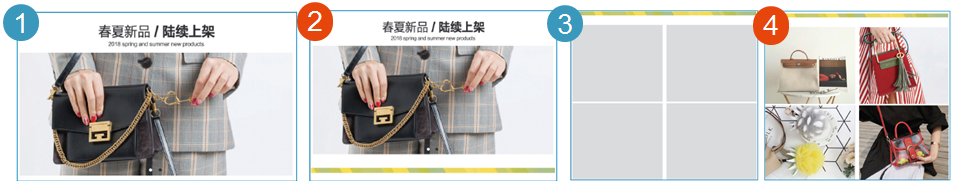 1
春夏新品 / 陆续上架
2018 spring and summer new products
2
春夏新品 / 陆续上架
2018 spring and summer new products
3
4